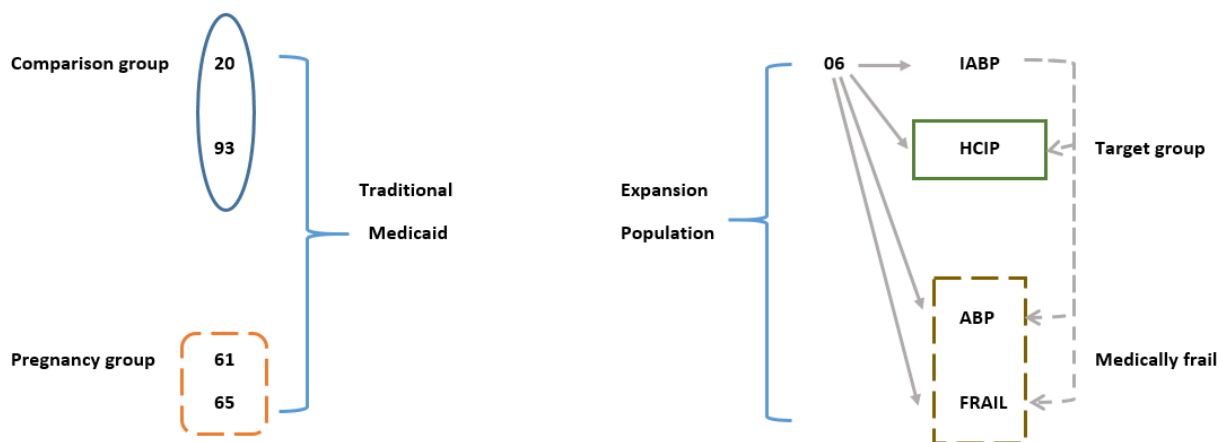 Comparison group 20
93
Traditional
Medicaid
Pregnancy group 61
65
06 IABP
HCIP Target group
Expansion
Population
ABP
Medically frail
FRAIL